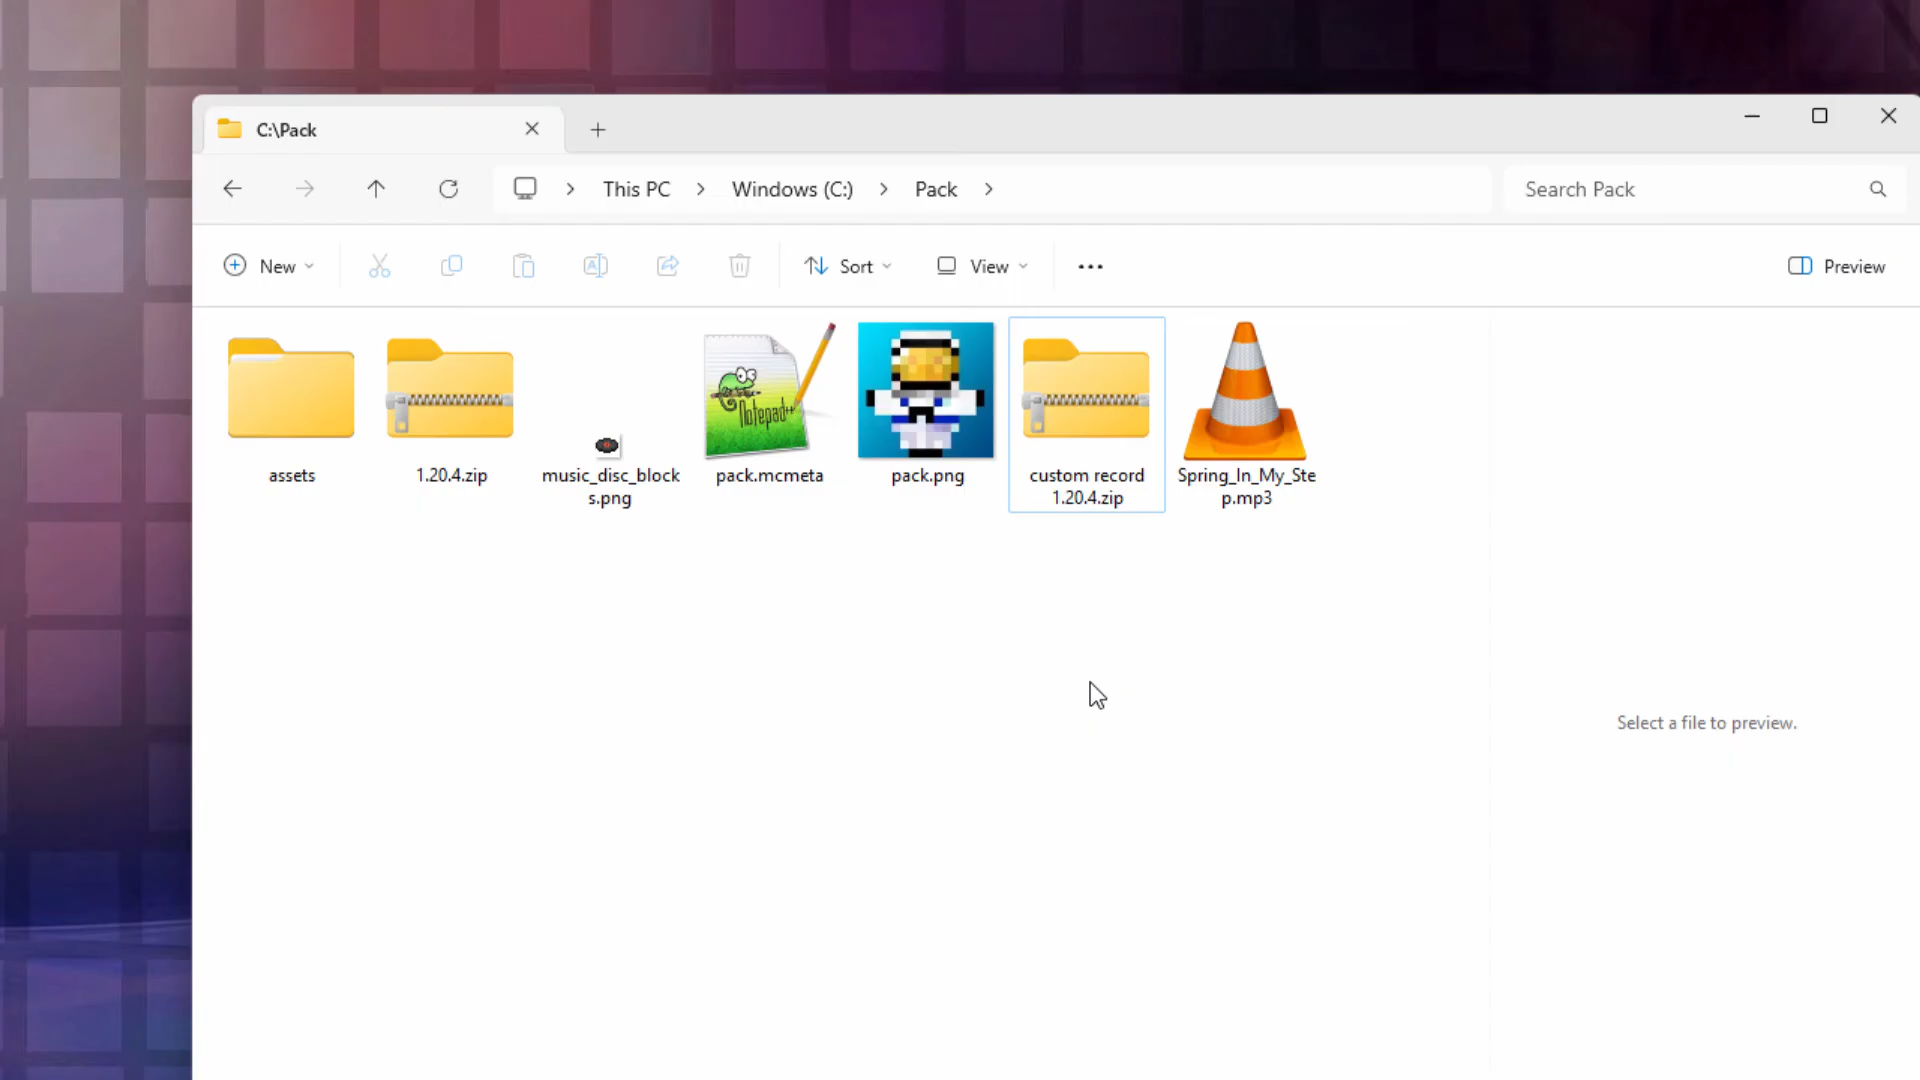 C:\Pack
This PC
Windows (C:)
Pack
Search Pack
New
Sort
View
Preview
Notepad++
assets
1.20.4.zip
music_disc_block
s.png
pack.mcmeta
pack.png
custom record
1.20.4.zip
Spring_In_My_Ste
p.mp3
Select a file to preview.